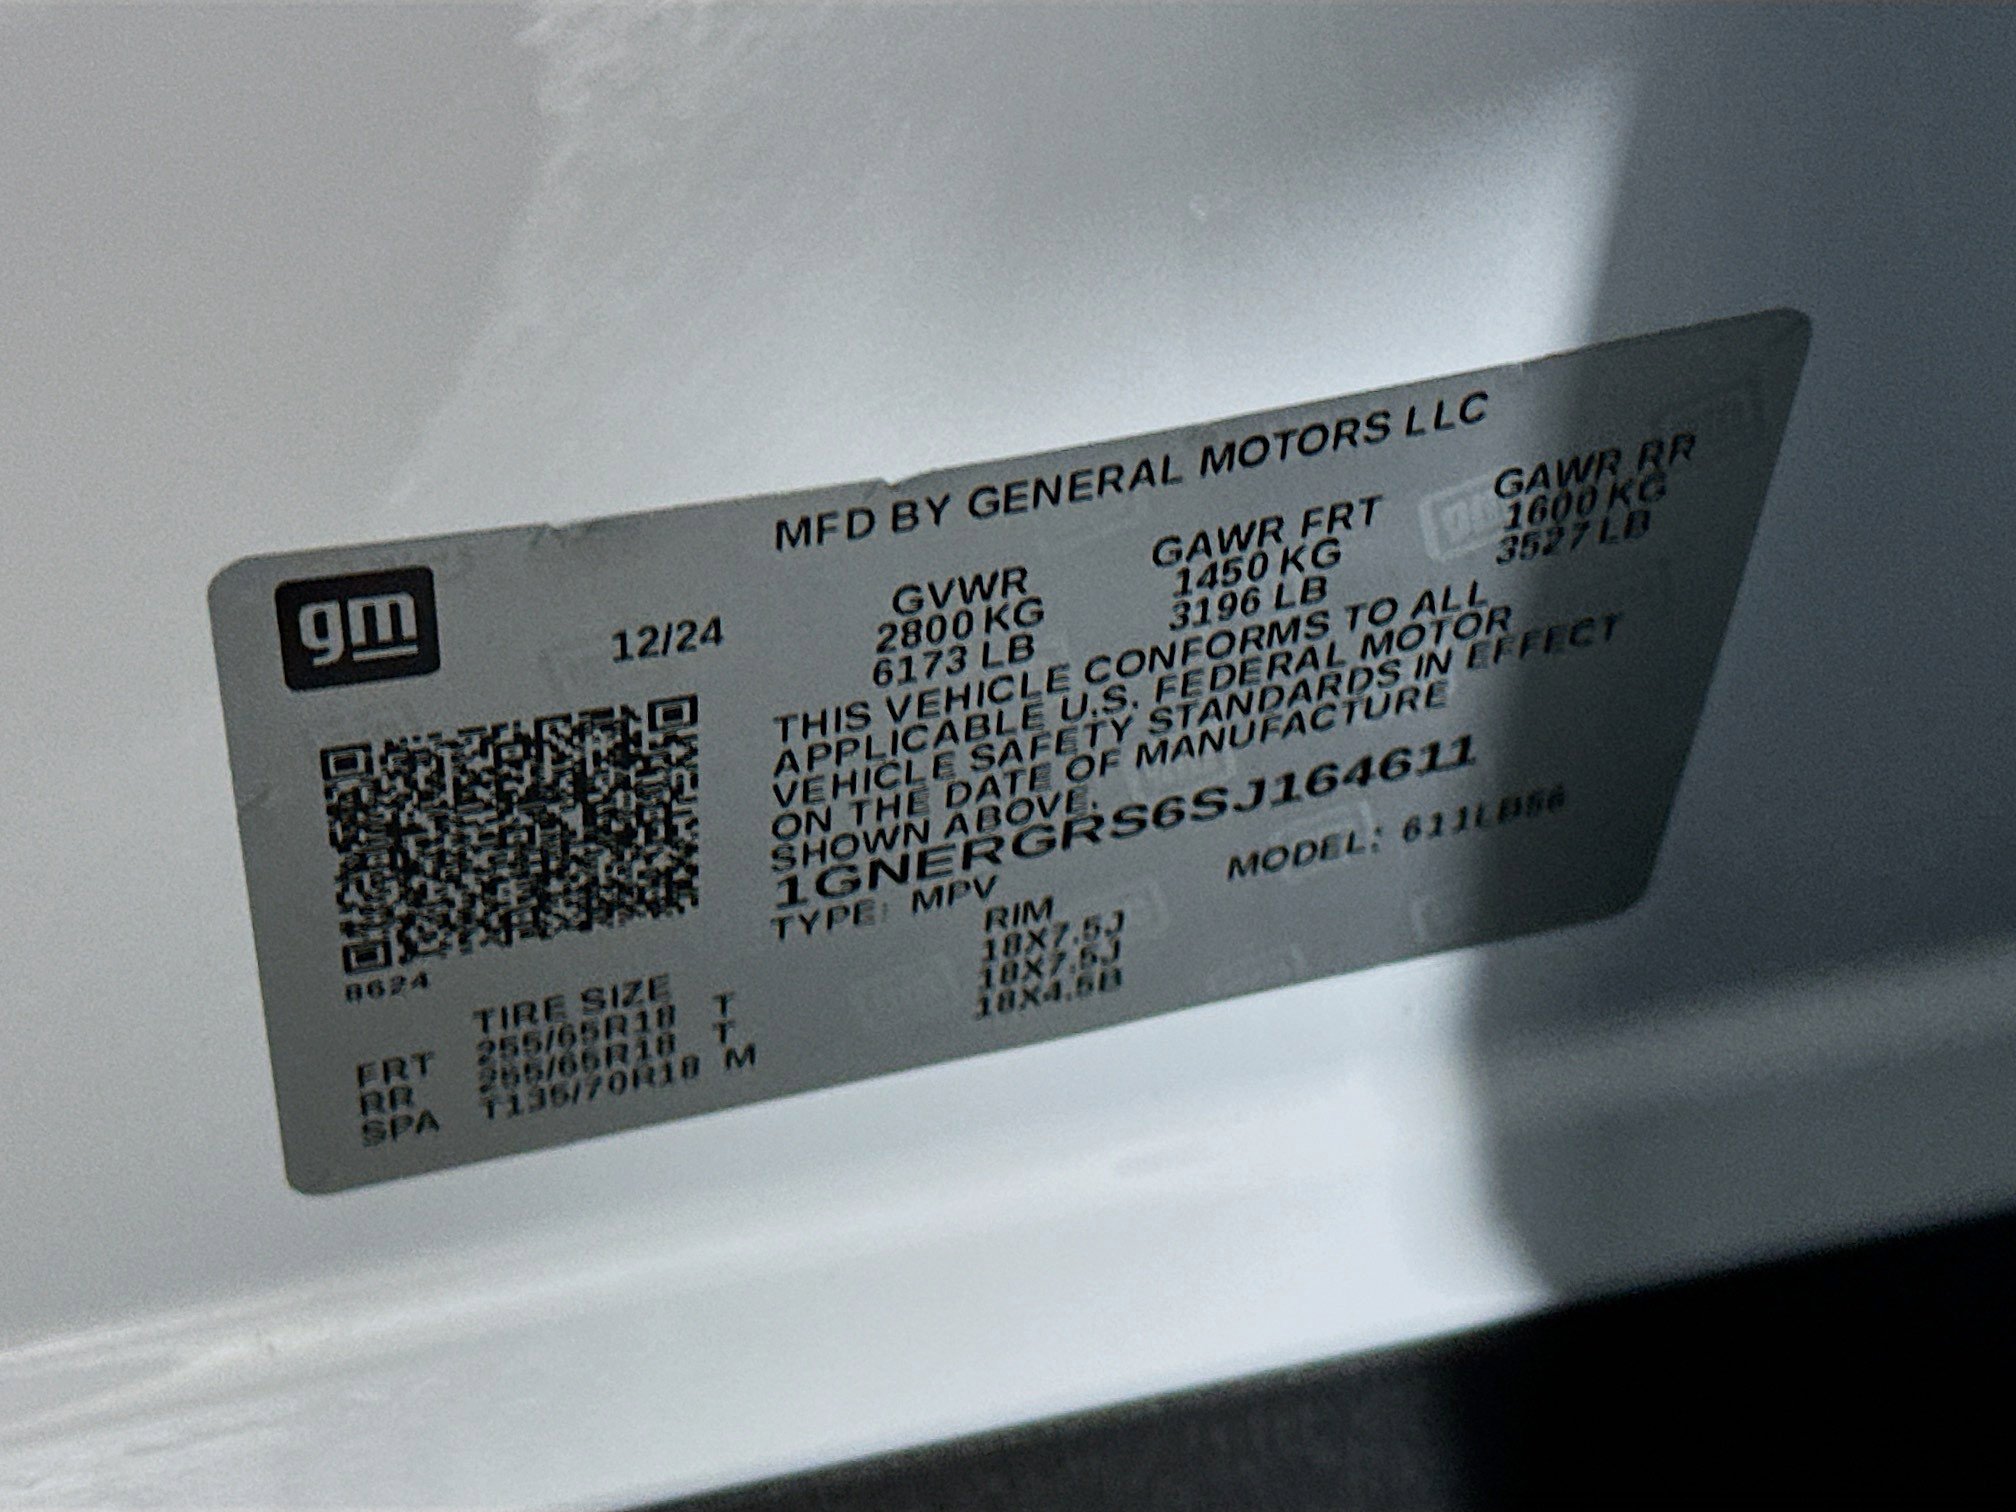 MFD BY GENERAL MOTORS LLC
gm
12/24
GVWR GAWR FRT GAWR RR
2800 KG 1450 KG 1600 KG
6173 LB 3196 LB 3527 LB
THIS VEHICLE CONFORMS TO ALL
APPLICABLE U.S. FEDERAL MOTOR
VEHICLE SAFETY STANDARDS IN EFFECT
ON THE DATE OF MANUFACTURE
SHOWN ABOVE.
1GNERGRS6SJ164611
TYPE: MPV MODEL: 611LB56
8624
TIRE SIZE RIM
FRT 255/65R18 T 18X7.5J
RR 255/65R18 T 18X7.5J
SPA T135/70R18 M 18X4.5B